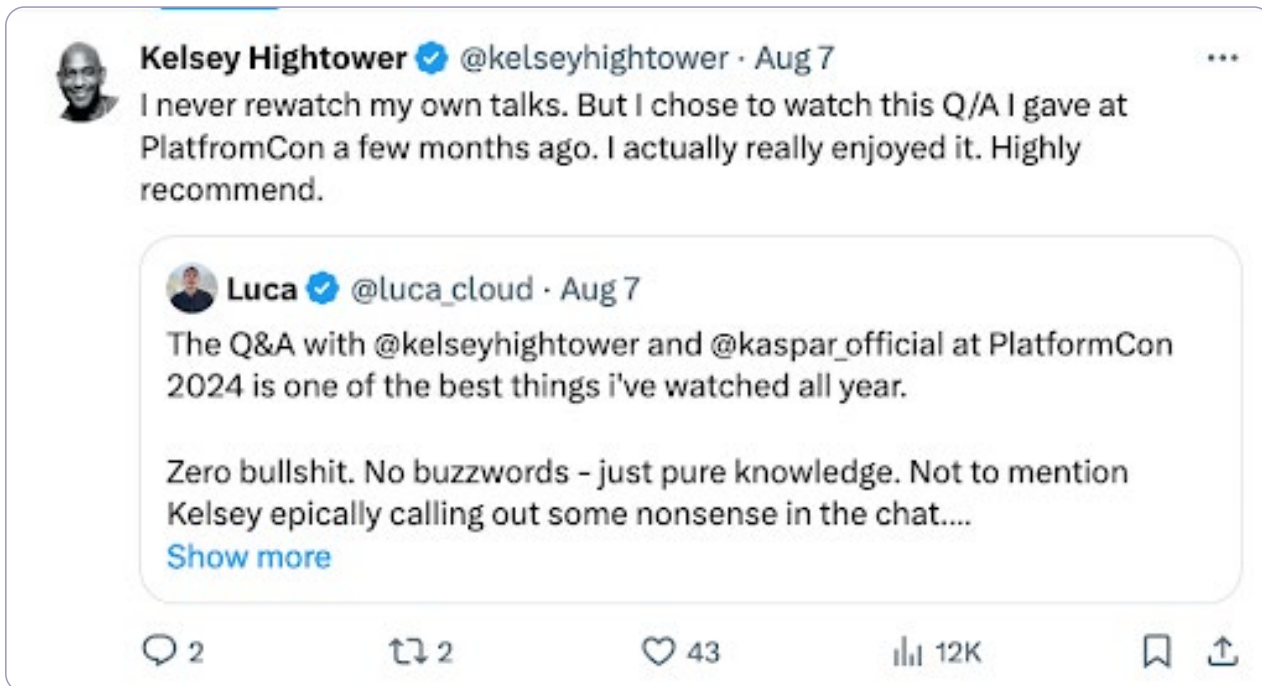 Kelsey Hightower @kelseyhightower · Aug 7
I never rewatch my own talks. But I chose to watch this Q/A I gave at
PlatfromCon a few months ago. I actually really enjoyed it. Highly
recommend.
Luca @luca_cloud · Aug 7
The Q&A with @kelseyhightower and @kaspar_official at PlatformCon
2024 is one of the best things i've watched all year.
Zero bullshit. No buzzwords – just pure knowledge. Not to mention
Kelsey epically calling out some nonsense in the chat....
Show more
2 2 43 12K